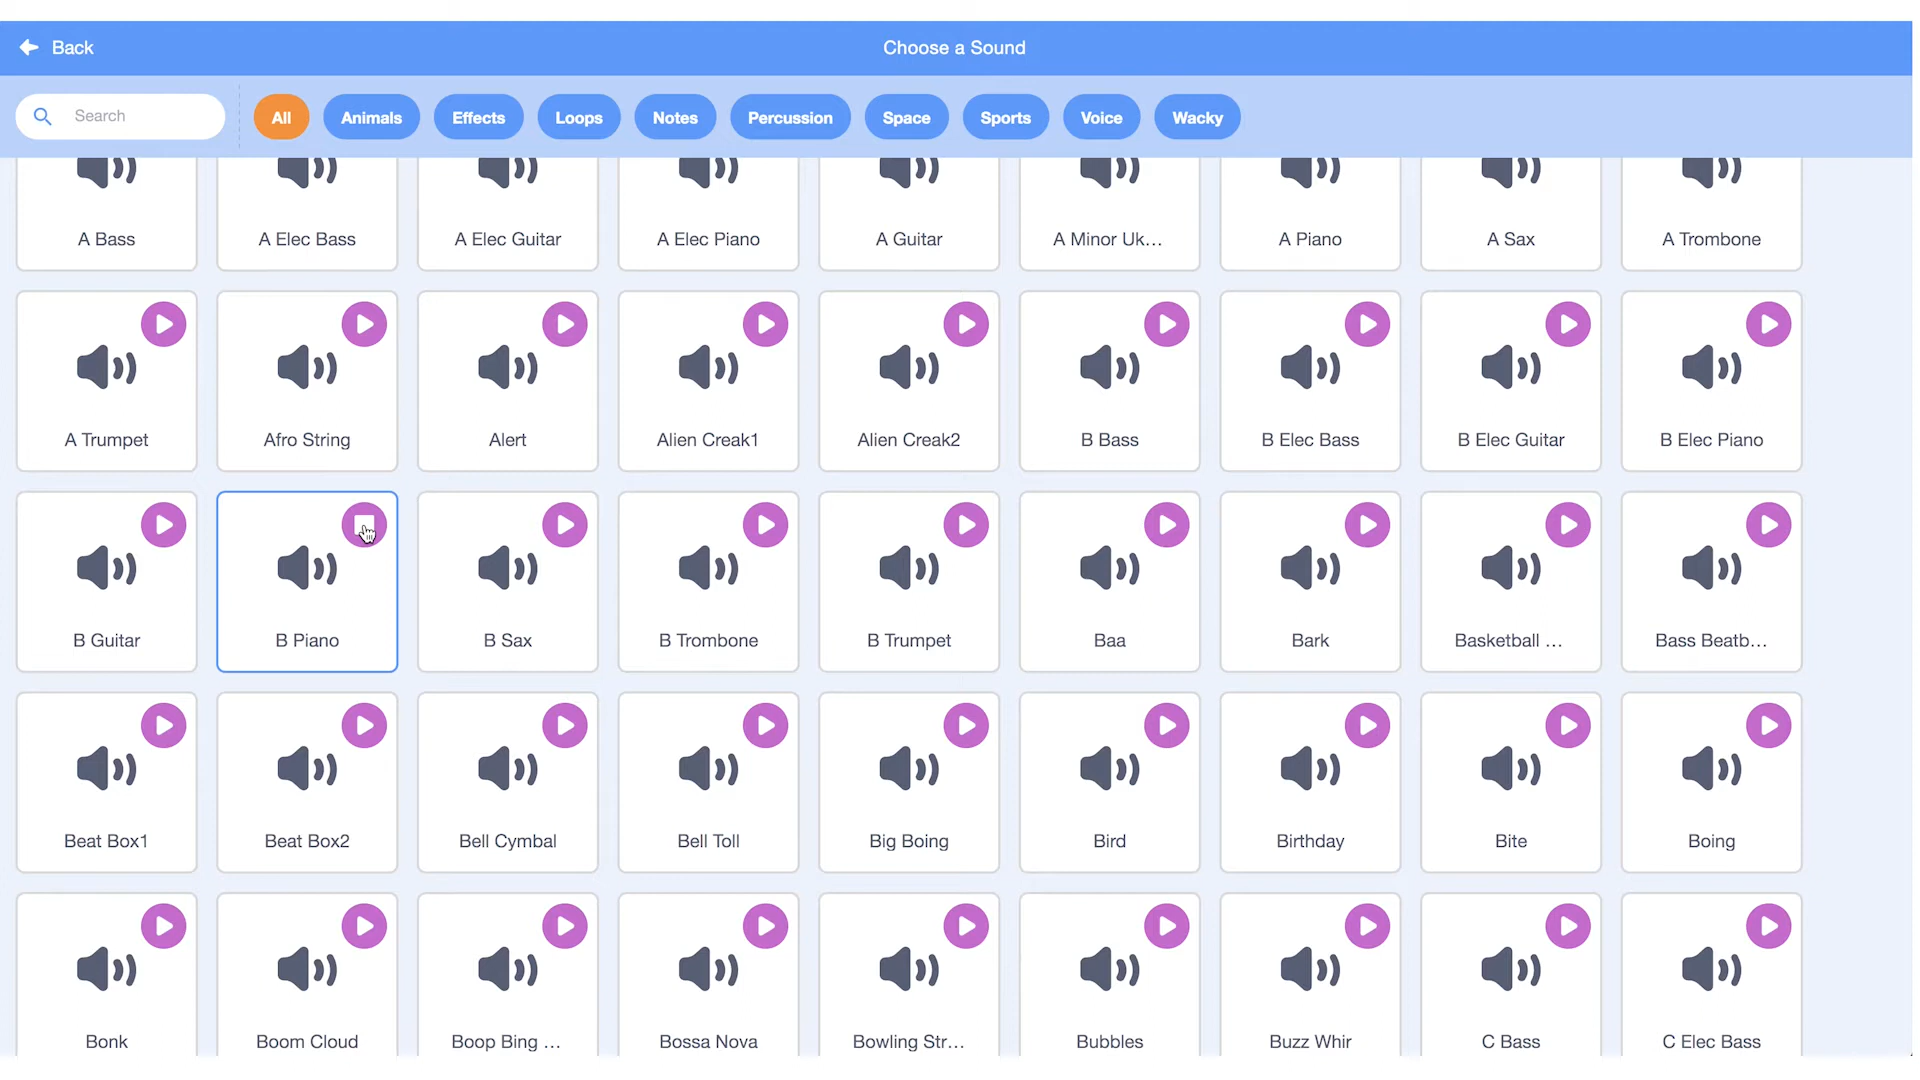 Back
Choose a Sound
Search
All
Animals
Effects
Loops
Notes
Percussion
Space
Sports
Voice
Wacky
A Bass
A Elec Bass
A Elec Guitar
A Elec Piano
A Guitar
A Minor Uk...
A Piano
A Sax
A Trombone
A Trumpet
Afro String
Alert
Alien Creak1
Alien Creak2
B Bass
B Elec Bass
B Elec Guitar
B Elec Piano
B Guitar
B Piano
B Sax
B Trombone
B Trumpet
Baa
Bark
Basketball ...
Bass Beatb...
Beat Box1
Beat Box2
Bell Cymbal
Bell Toll
Big Boing
Bird
Birthday
Bite
Boing
Bonk
Boom Cloud
Boop Bing ...
Bossa Nova
Bowling Str...
Bubbles
Buzz Whir
C Bass
C Elec Bass